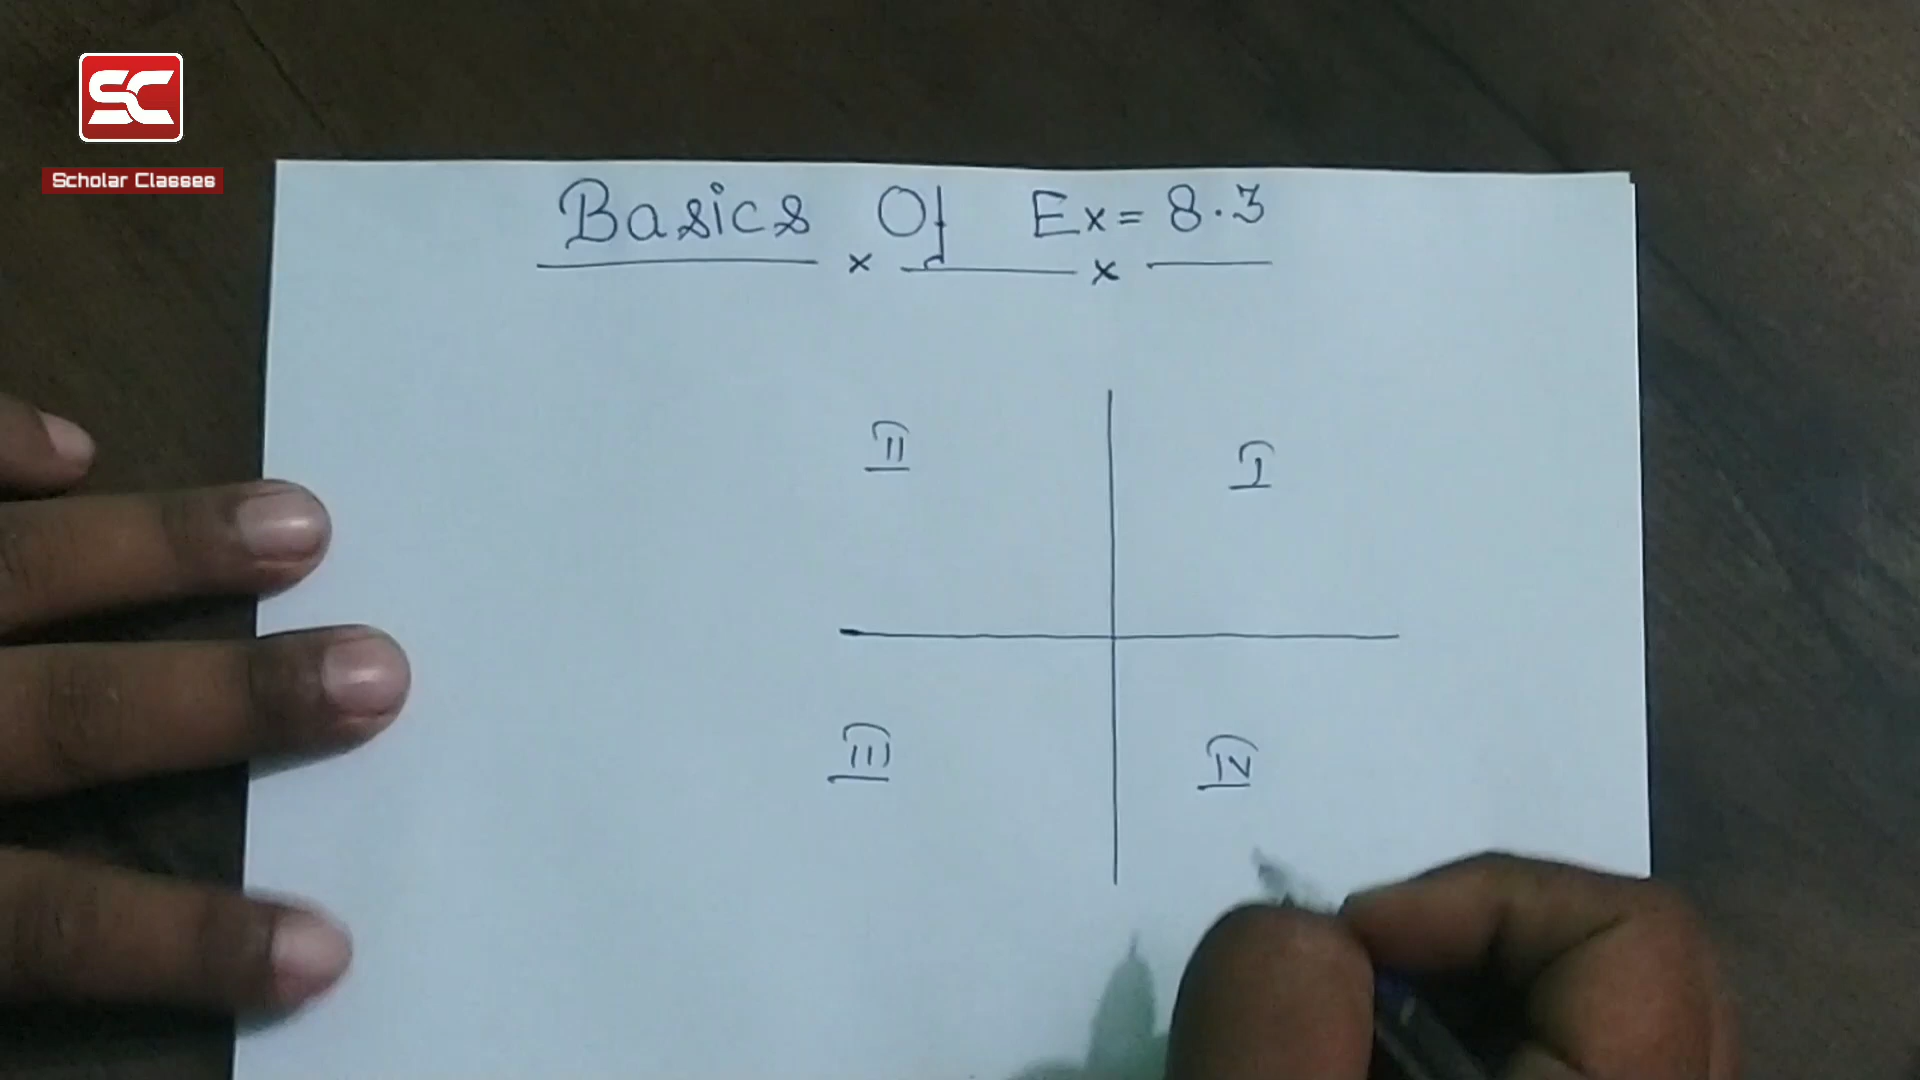 SC
Scholar Classes
Basics Of Ex = 8.3
x x
II I
III IV